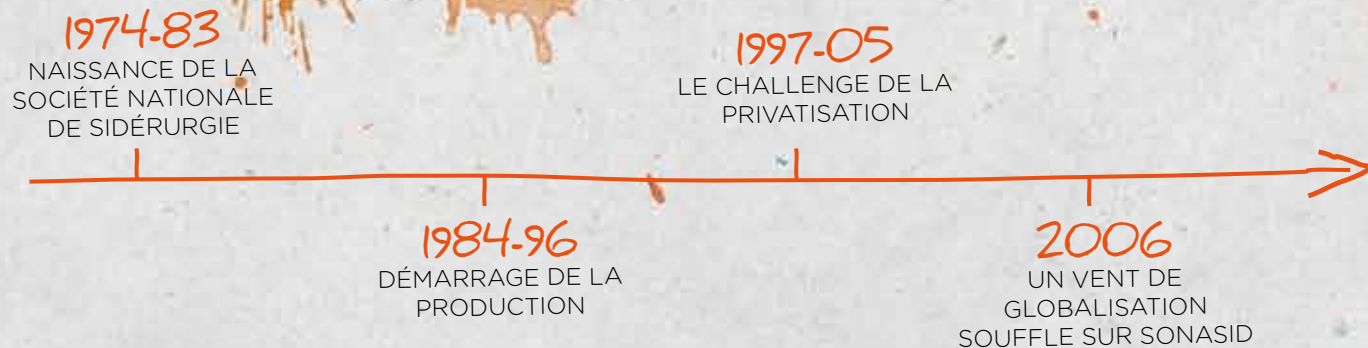 1974-83
NAISSANCE DE LA
SOCIÉTÉ NATIONALE
DE SIDÉRURGIE
1984-96
DÉMARRAGE DE LA
PRODUCTION
1997-05
LE CHALLENGE DE LA
PRIVATISATION
2006
UN VENT DE
GLOBALISATION
SOUFFLE SUR SONASID